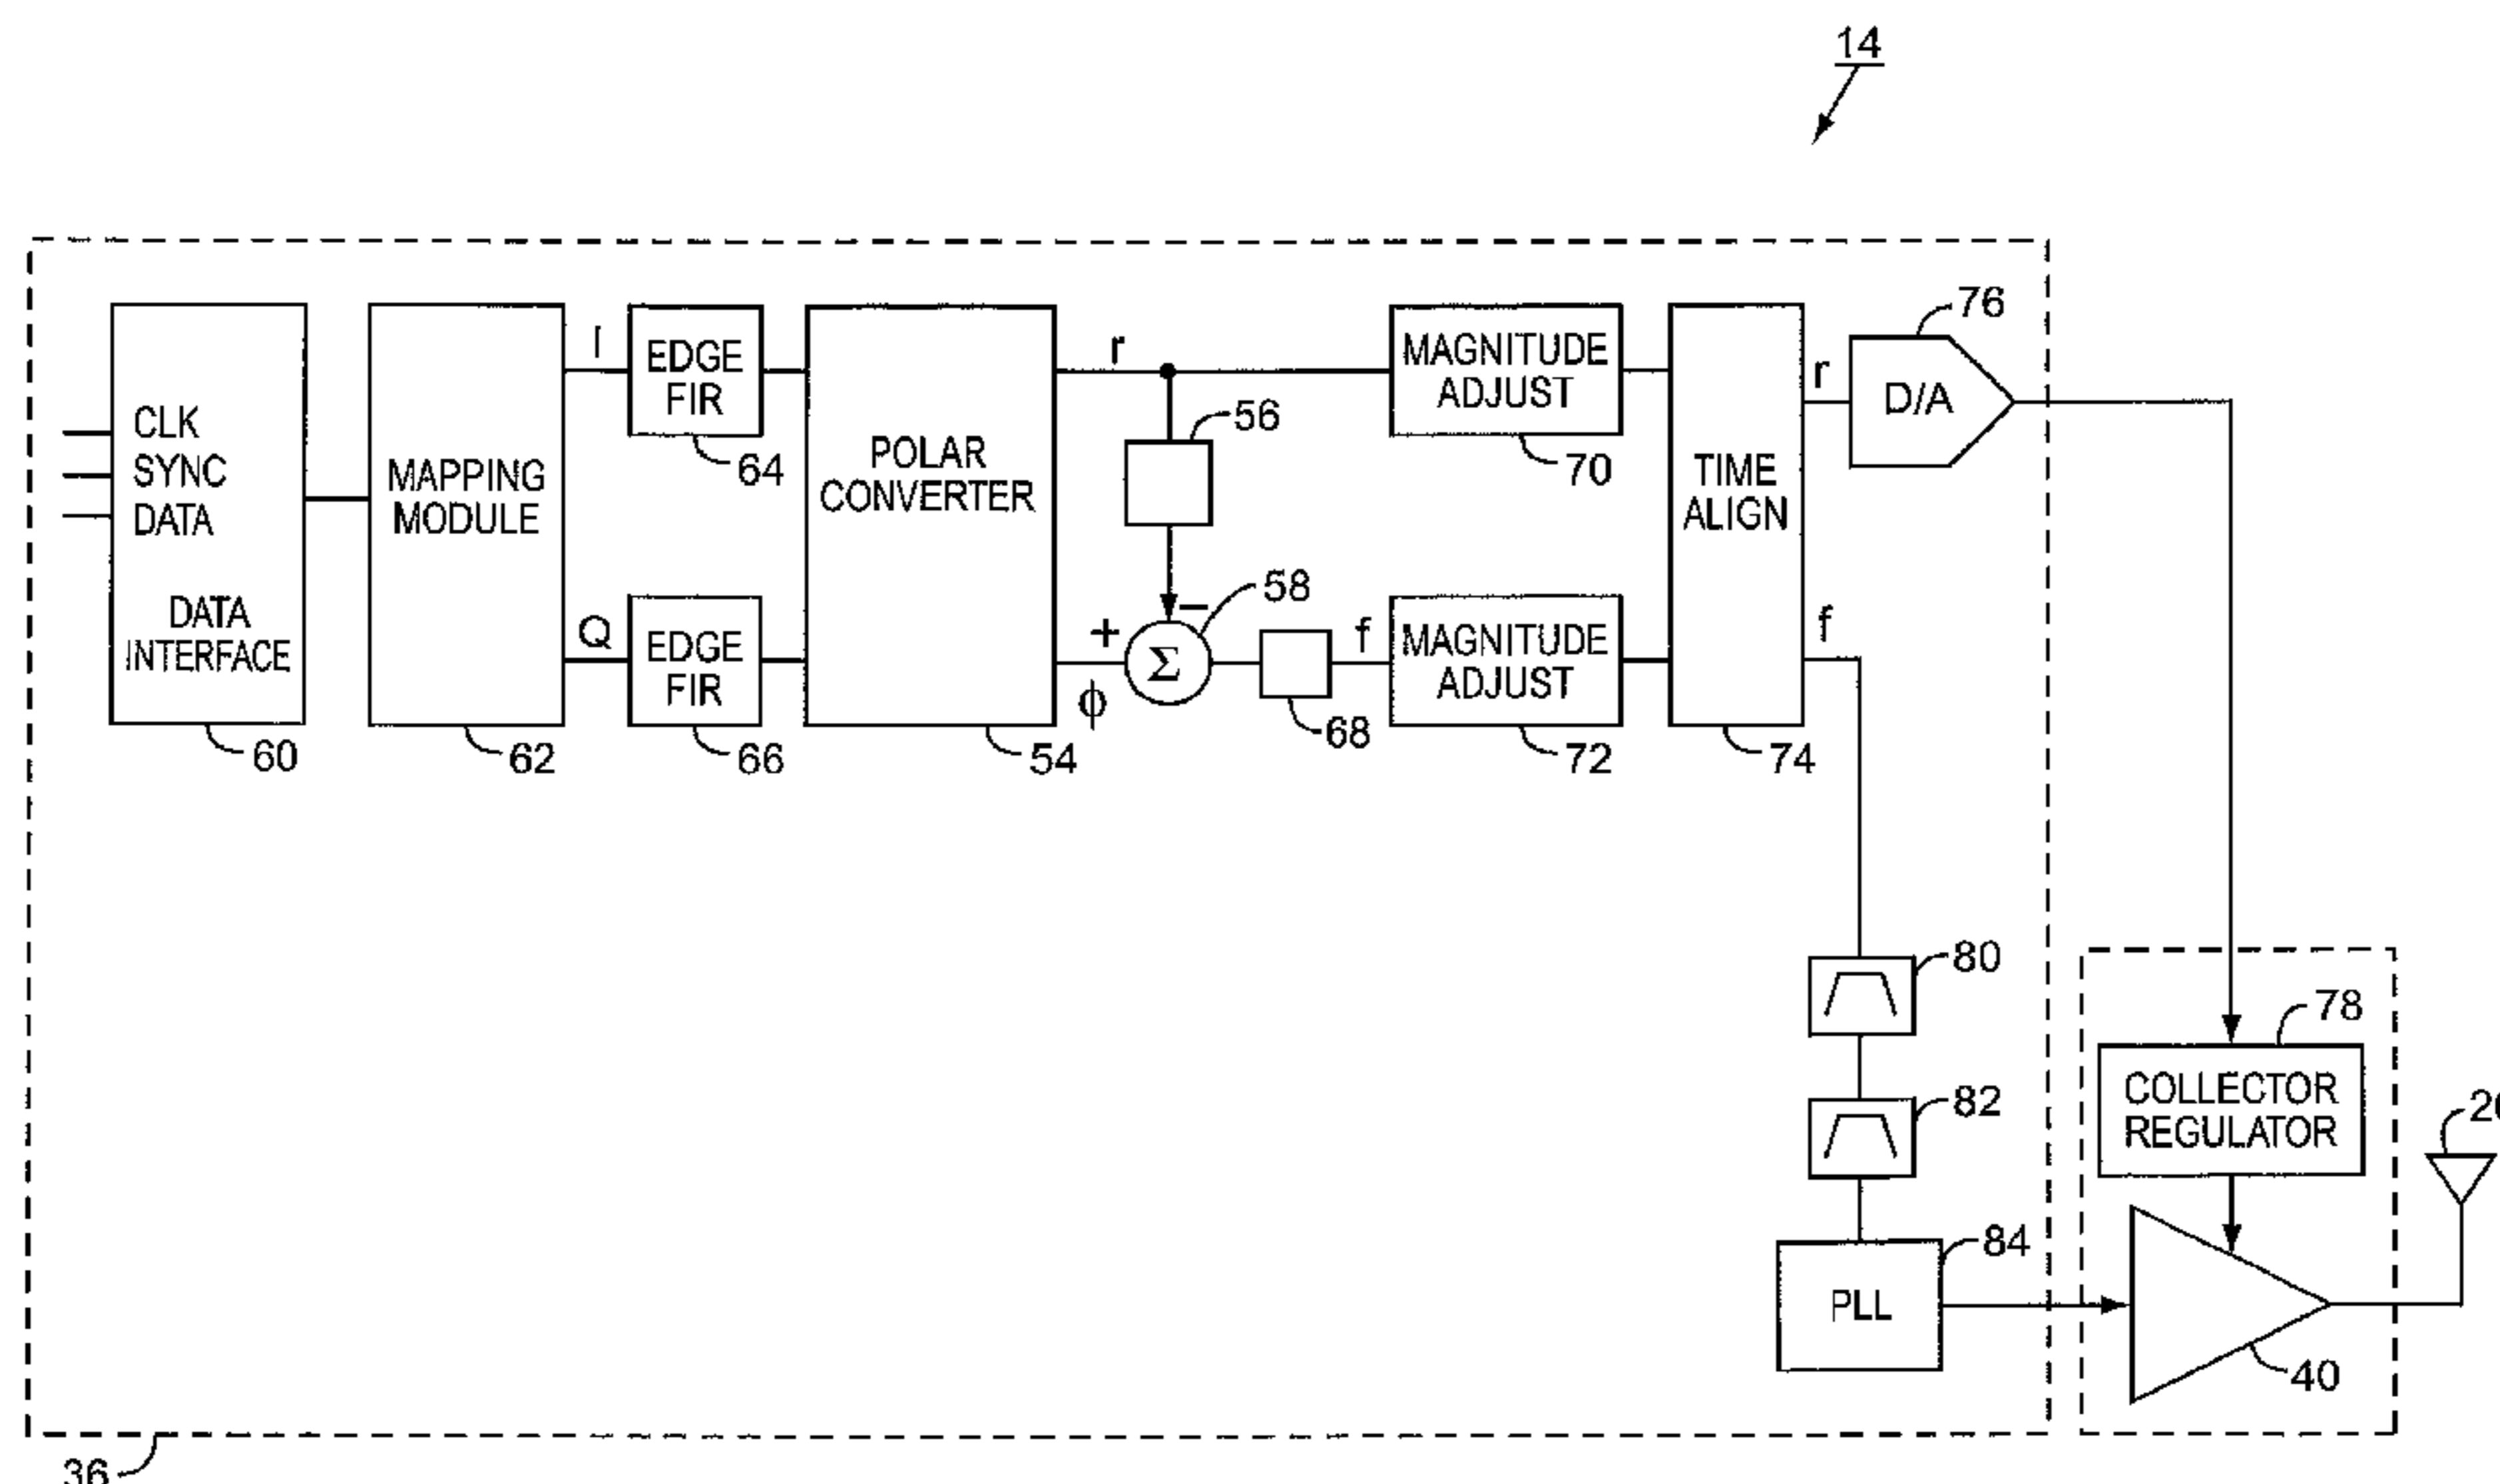 14
76
I
EDGE
FIR
r
MAGNITUDE
ADJUST
r
D/A
CLK
SYNC
DATA
DATA
INTERFACE
MAPPING
MODULE
64
POLAR
CONVERTER
56
70
TIME
ALIGN
Q
EDGE
FIR
+
−
58
Σ
ϕ
f
MAGNITUDE
ADJUST
f
60
62
66
54
68
72
74
80
78
COLLECTOR
REGULATOR
82
84
PLL
40
36